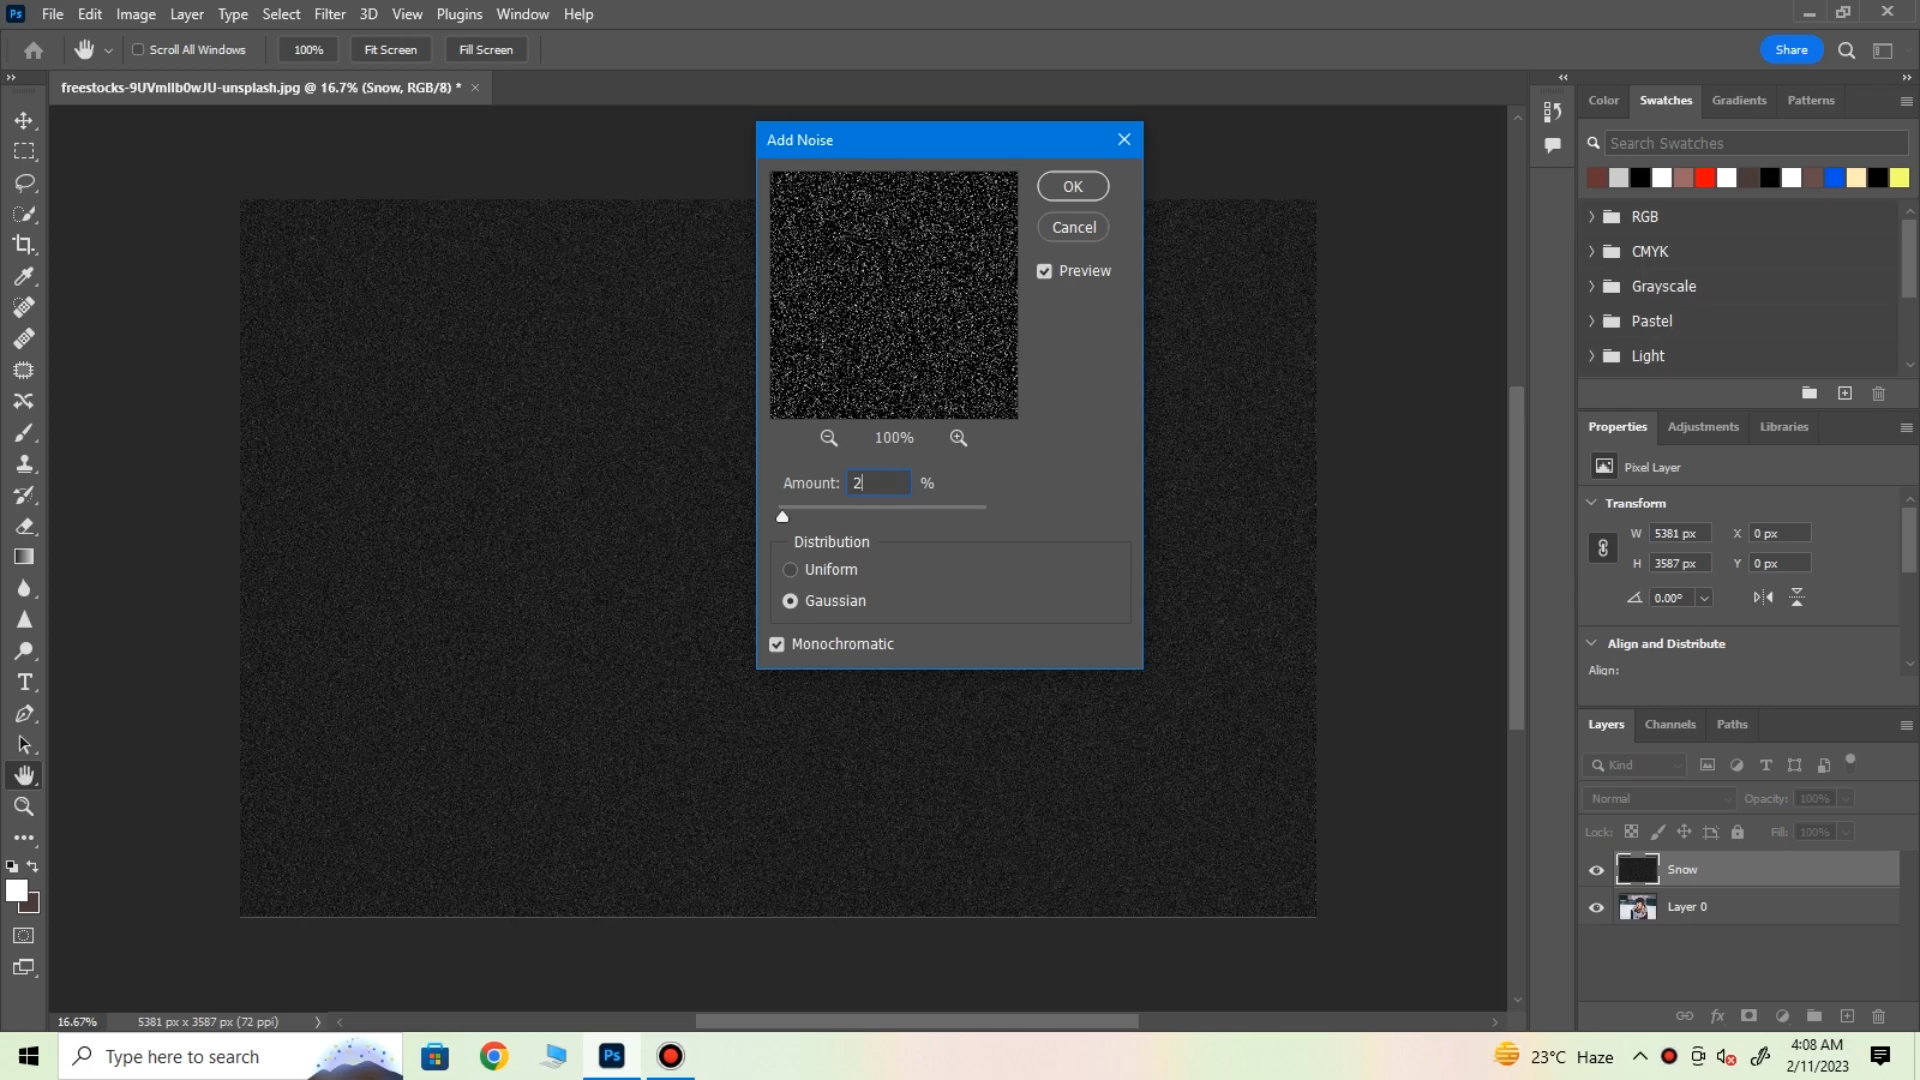 Ps File Edit Image Layer Type Select Filter 3D View Plugins Window Help
Scroll All Windows 100% Fit Screen Fill Screen Share
freestocks-9UVmlIb0wJU-unsplash.jpg @ 16.7% (Snow, RGB/8) *
Color Swatches Gradients Patterns
Search Swatches
RGB
CMYK
Grayscale
Pastel
Light
Add Noise
OK
Cancel
Preview
100%
Amount: 2 %
Distribution
Uniform
Gaussian
Monochromatic
Properties Adjustments Libraries
Pixel Layer
Transform
W 5381 px X 0 px
H 3587 px Y 0 px
0.00°
Align and Distribute
Align:
Layers Channels Paths
Kind
Normal Opacity: 100%
Lock: Fill: 100%
Snow
Layer 0
fx
16.67% 5381 px x 3587 px (72 ppi)
Type here to search
Ps
23°C Haze
4:08 AM
2/11/2023